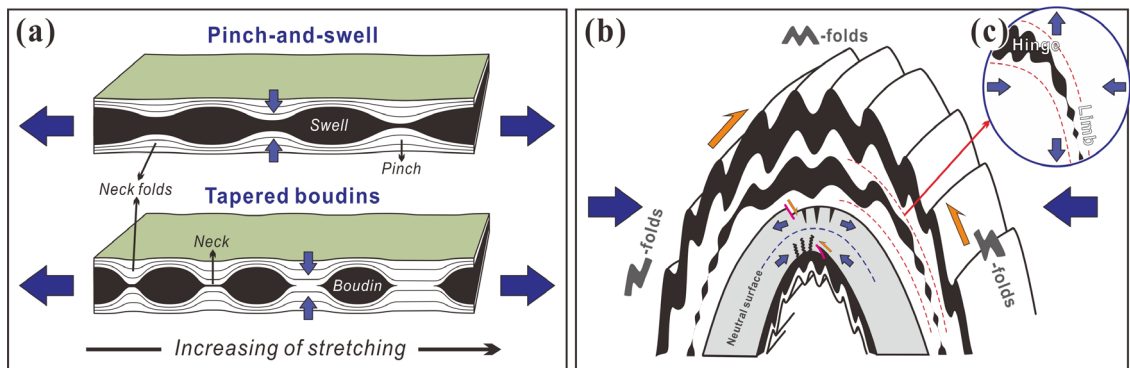 (a)
Pinch-and-swell
Swell
Pinch
Neck folds
Tapered boudins
Neck
Boudin
Increasing of stretching
(b)
M-folds
Z-folds
S-folds
Neutral surface
(c)
Hinge
Limb